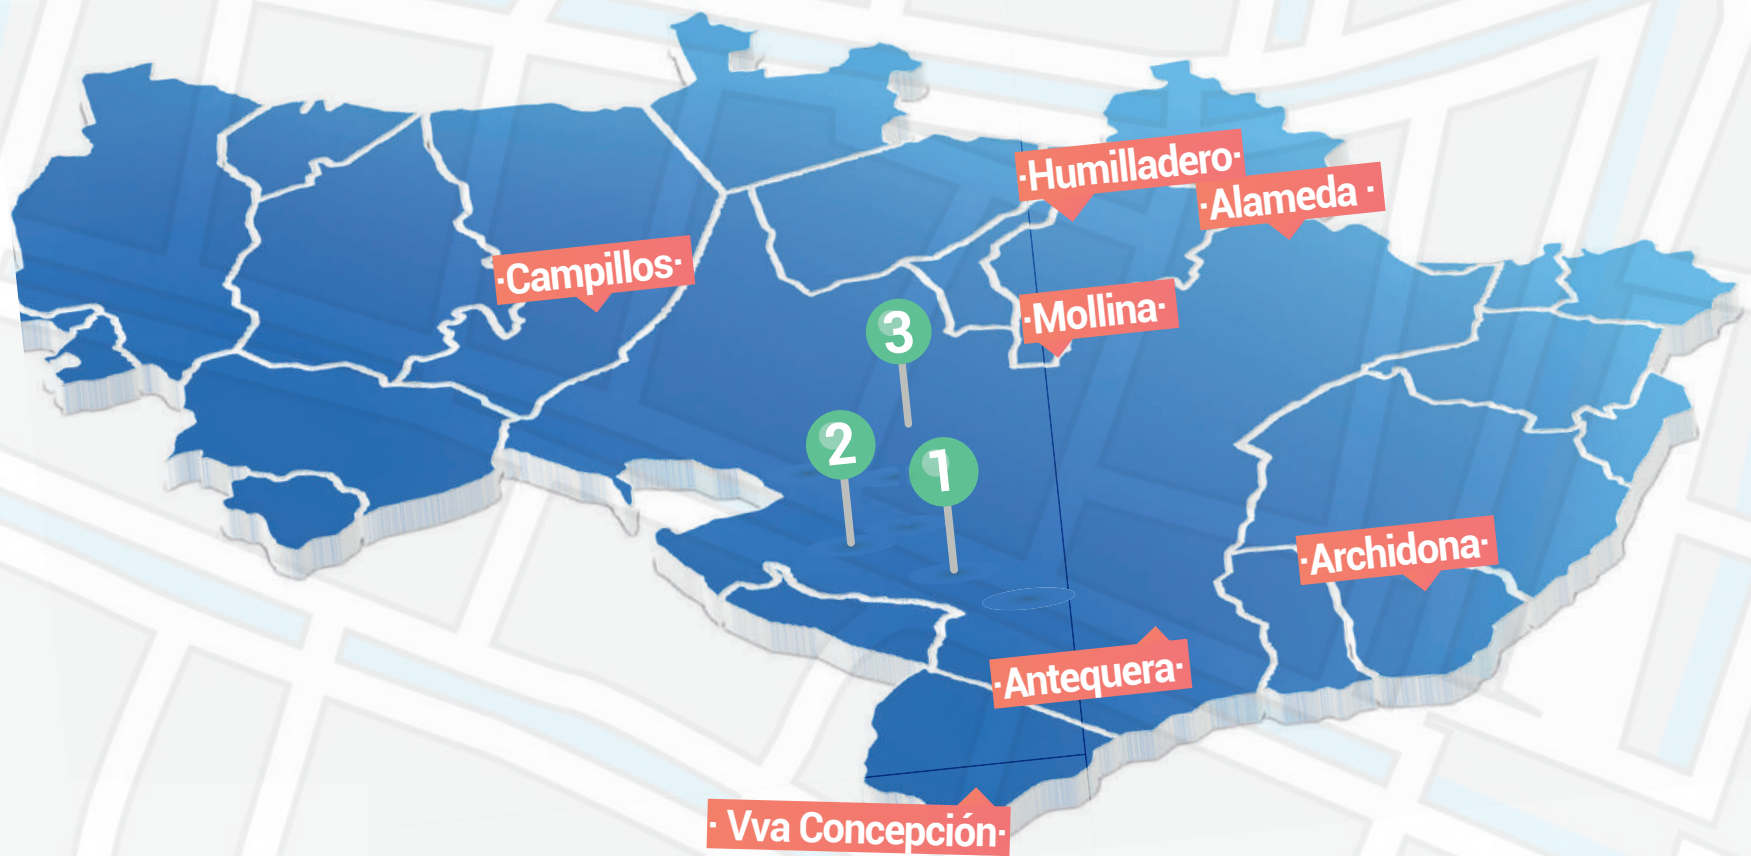 ·Humilladero·
·Alameda ·
·Campillos·
·Mollina·
3
2
1
·Archidona·
·Antequera·
· Vva Concepción·